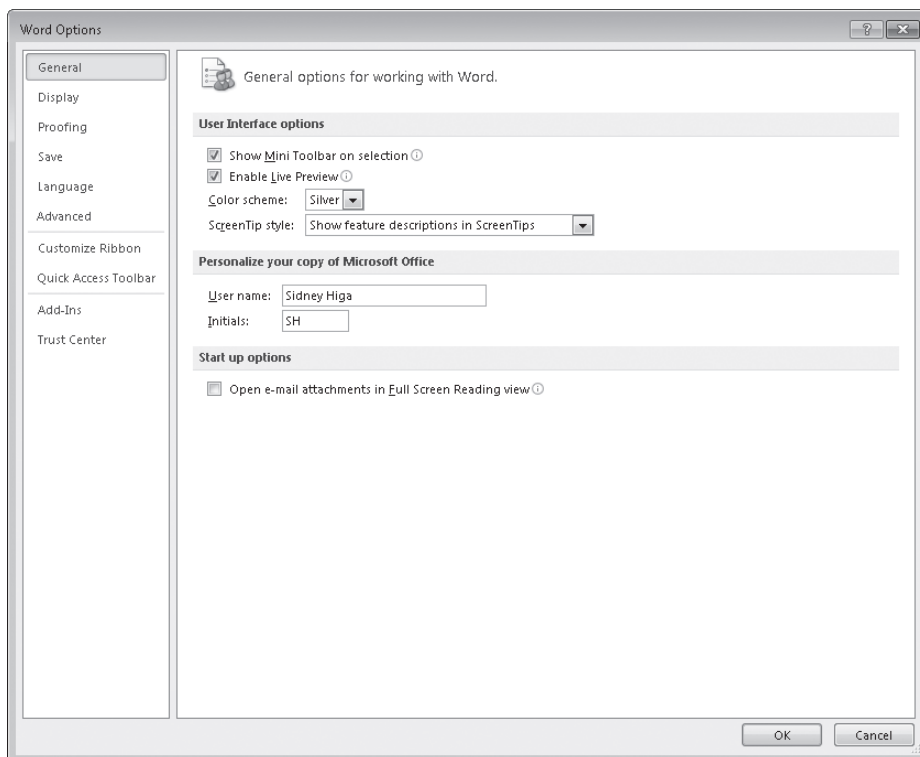 Word Options
General
Display
Proofing
Save
Language
Advanced
Customize Ribbon
Quick Access Toolbar
Add-Ins
Trust Center
General options for working with Word.
User Interface options
Show Mini Toolbar on selection
Enable Live Preview
Color scheme: Silver
ScreenTip style: Show feature descriptions in ScreenTips
Personalize your copy of Microsoft Office
User name: Sidney Higa
Initials: SH
Start up options
Open e-mail attachments in Full Screen Reading view
OK Cancel